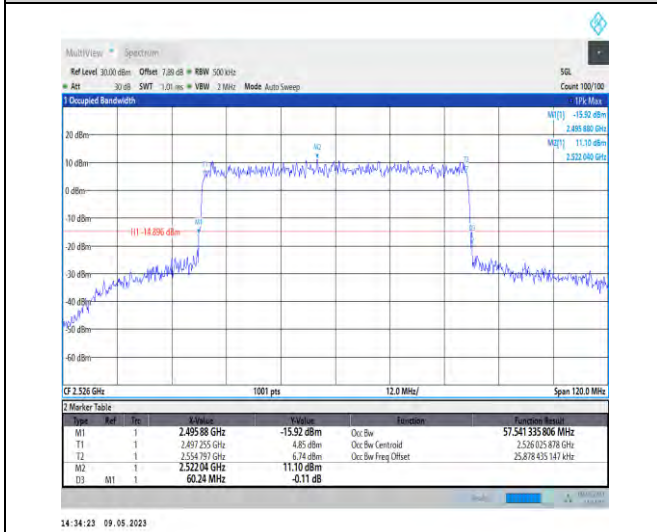 MultiView Spectrum
Ref Level 30.00 dBm Offset 7.89 dB RBW 500 kHz SGL
Att 30 dB SWT 1.01 ms VBW 2 MHz Mode Auto Sweep Count 100/100
1 Occupied Bandwidth 1Pk Max
M1[1] -15.92 dBm
2.495 880 GHz
M2[1] 11.10 dBm
2.522 040 GHz
20 dBm
10 dBm
0 dBm
-10 dBm
H1 -14.896 dBm
-20 dBm
-30 dBm
-40 dBm
-50 dBm
-60 dBm
M2
T1
T2
M1
D3
CF 2.526 GHz 1001 pts 12.0 MHz/ Span 120.0 MHz
2 Marker Table
Type Ref Trc X-Value Y-Value Function Function Result
M1 1 2.495 88 GHz -15.92 dBm Occ Bw 57.541 335 806 MHz
T1 1 2.497 255 GHz 4.85 dBm Occ Bw Centroid 2.526 025 878 GHz
T2 1 2.554 797 GHz 6.74 dBm Occ Bw Freq Offset 25.878 435 147 kHz
M2 1 2.522 04 GHz 11.10 dBm
D3 M1 1 60.24 MHz -0.11 dB
14:34:23 09.05.2023